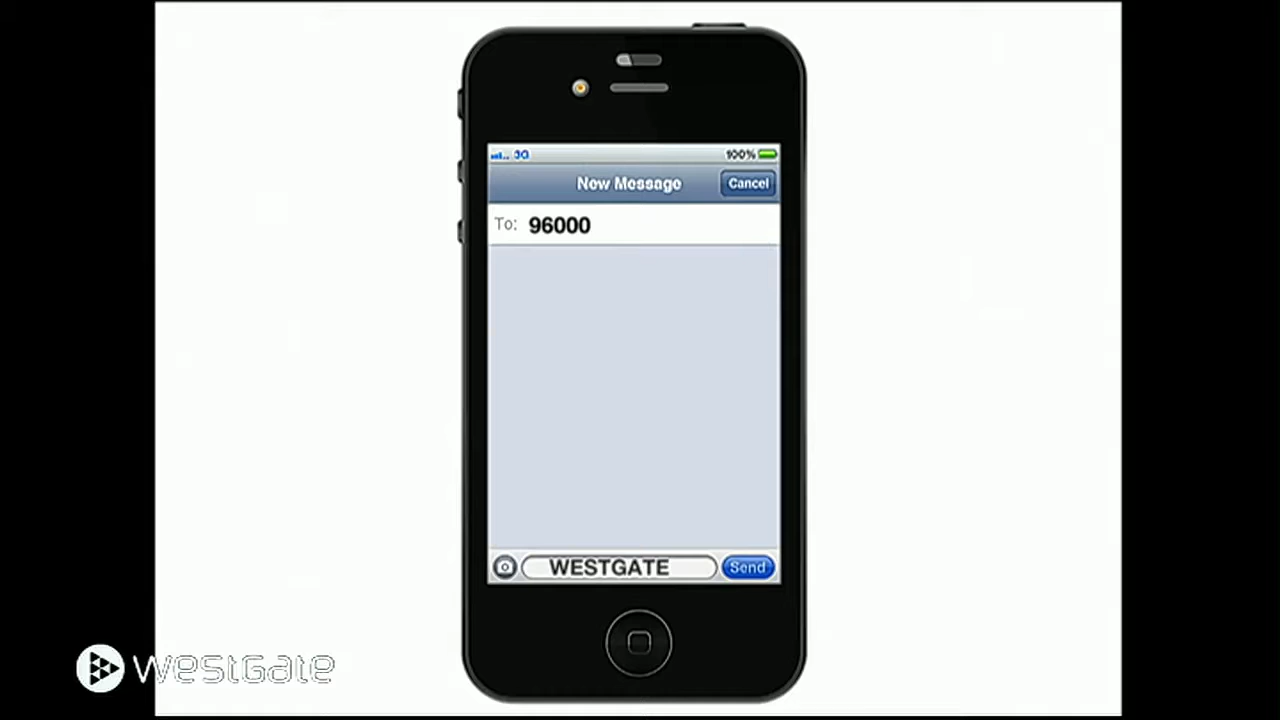 3G 100%
New Message Cancel
To: 96000
WESTGATE Send
westgate